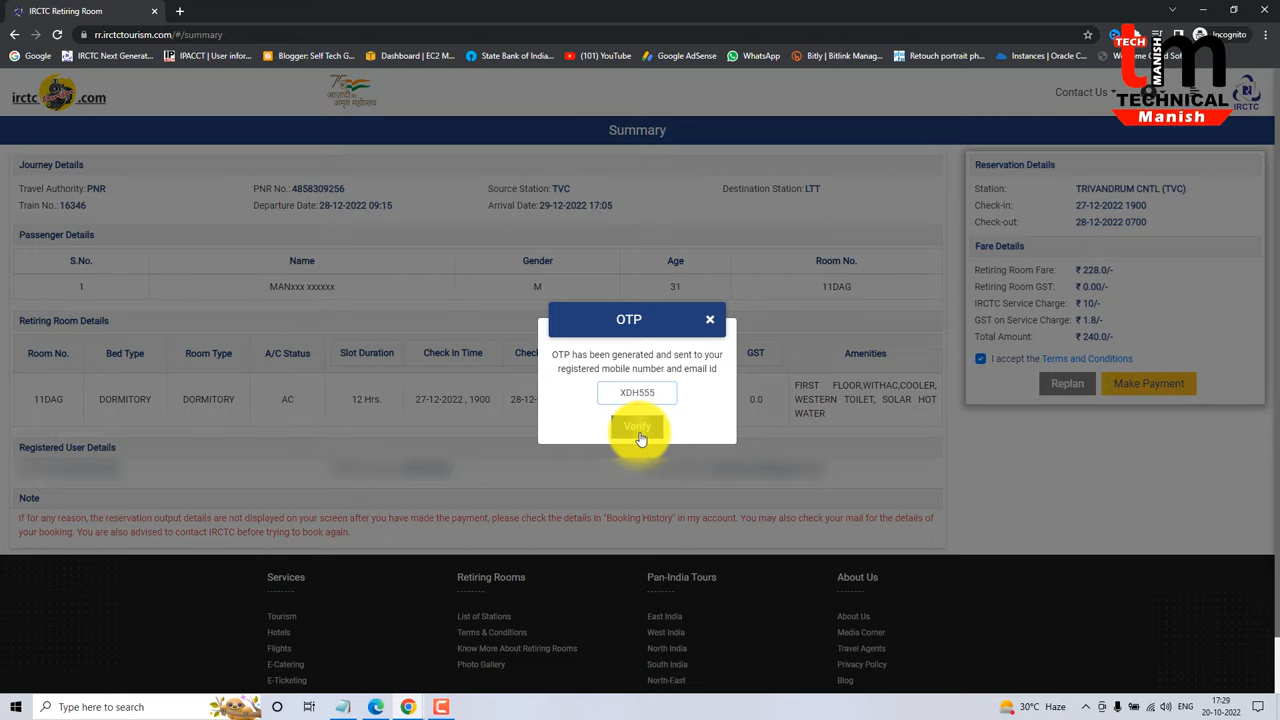 IRCTC
rr.irctctourism.com/#/summary
Incognito
Google
IRCTC Next Generat...
IPACCT | User infor...
Blogger: Self Techy...
Dashboard
State Bank of India
(601) YouTube
Google AdSense
WhatsApp
Bitly | Bitlink Manag...
Retouch portrait ph...
Instances | Oracle C...
TECH
MANISH
tm
TECHNICAL
Manish
irctc
.com
75
आज़ादी का
अमृत महोत्सव
Contact Us
IRCTC
Summary
Journey Details
Travel Authority: PNR
PNR No.: 4858309256
Source Station: TVC
Destination Station: LTT
Train No.: 16346
Departure Date: 28-12-2022 09:15
Arrival Date: 29-12-2022 17:05
Passenger Details
S.No. Name Gender Age Room No.
1 MANxxx xxxxxx M 31 11DAG
Retiring Room Details
Room No. Bed Type Room Type A/C Status Slot Duration Check In Time GST Amenities
11DAG DORMITORY DORMITORY AC 12 Hrs. 27-12-2022 , 1900 0.0 FIRST FLOOR,WITHAC,COOLER,
WESTERN TOILET, SOLAR HOT
WATER
Registered User Details
Note
If for any reason, the reservation output details are not displayed on your screen after you have made the payment, please check the details in "Booking History" in my account. You may also check your mail for the details of
your booking. You are also advised to contact IRCTC before trying to book again.
OTP ×
OTP has been generated and sent to your
registered mobile number and email id
XDH555
Verify
Reservation Details
Station: TRIVANDRUM CNTL (TVC)
Check-in: 27-12-2022 1900
Check-out: 28-12-2022 0700
Fare Details
Retiring Room Fare: ₹ 228.0/-
Retiring Room GST: ₹ 0.00/-
IRCTC Service Charge: ₹ 10/-
GST on Service Charge: ₹ 1.8/-
Total Amount: ₹ 240.0/-
I accept the Terms and Conditions.
Replan
Make Payment
Services
Tourism
Hotels
Flights
E-Catering
E-Ticketing
Retiring Rooms
List of Stations
Terms & Conditions
Know More About Retiring Rooms
Photo Gallery
Pan-India Tours
East India
West India
North India
South India
North-East
About Us
About Us
Media Corner
Travel Agents
Privacy Policy
Blog
Type here to search
30°C Haze
ENG
17:29
20-10-2022